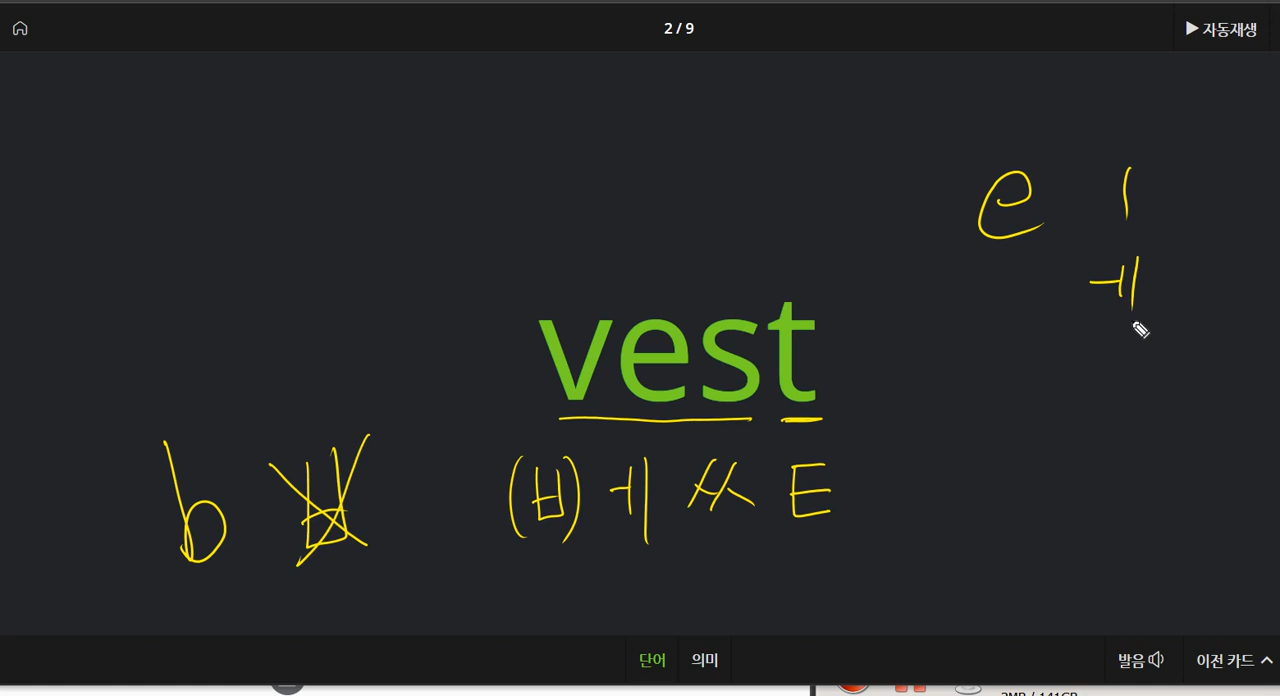 2 / 9
▶ 자동재생
e ㅣ
ㅔ
vest
b ㅂ (ㅂ) ㅔ ㅆ ㅌ
단어 의미 발음 이전 카드